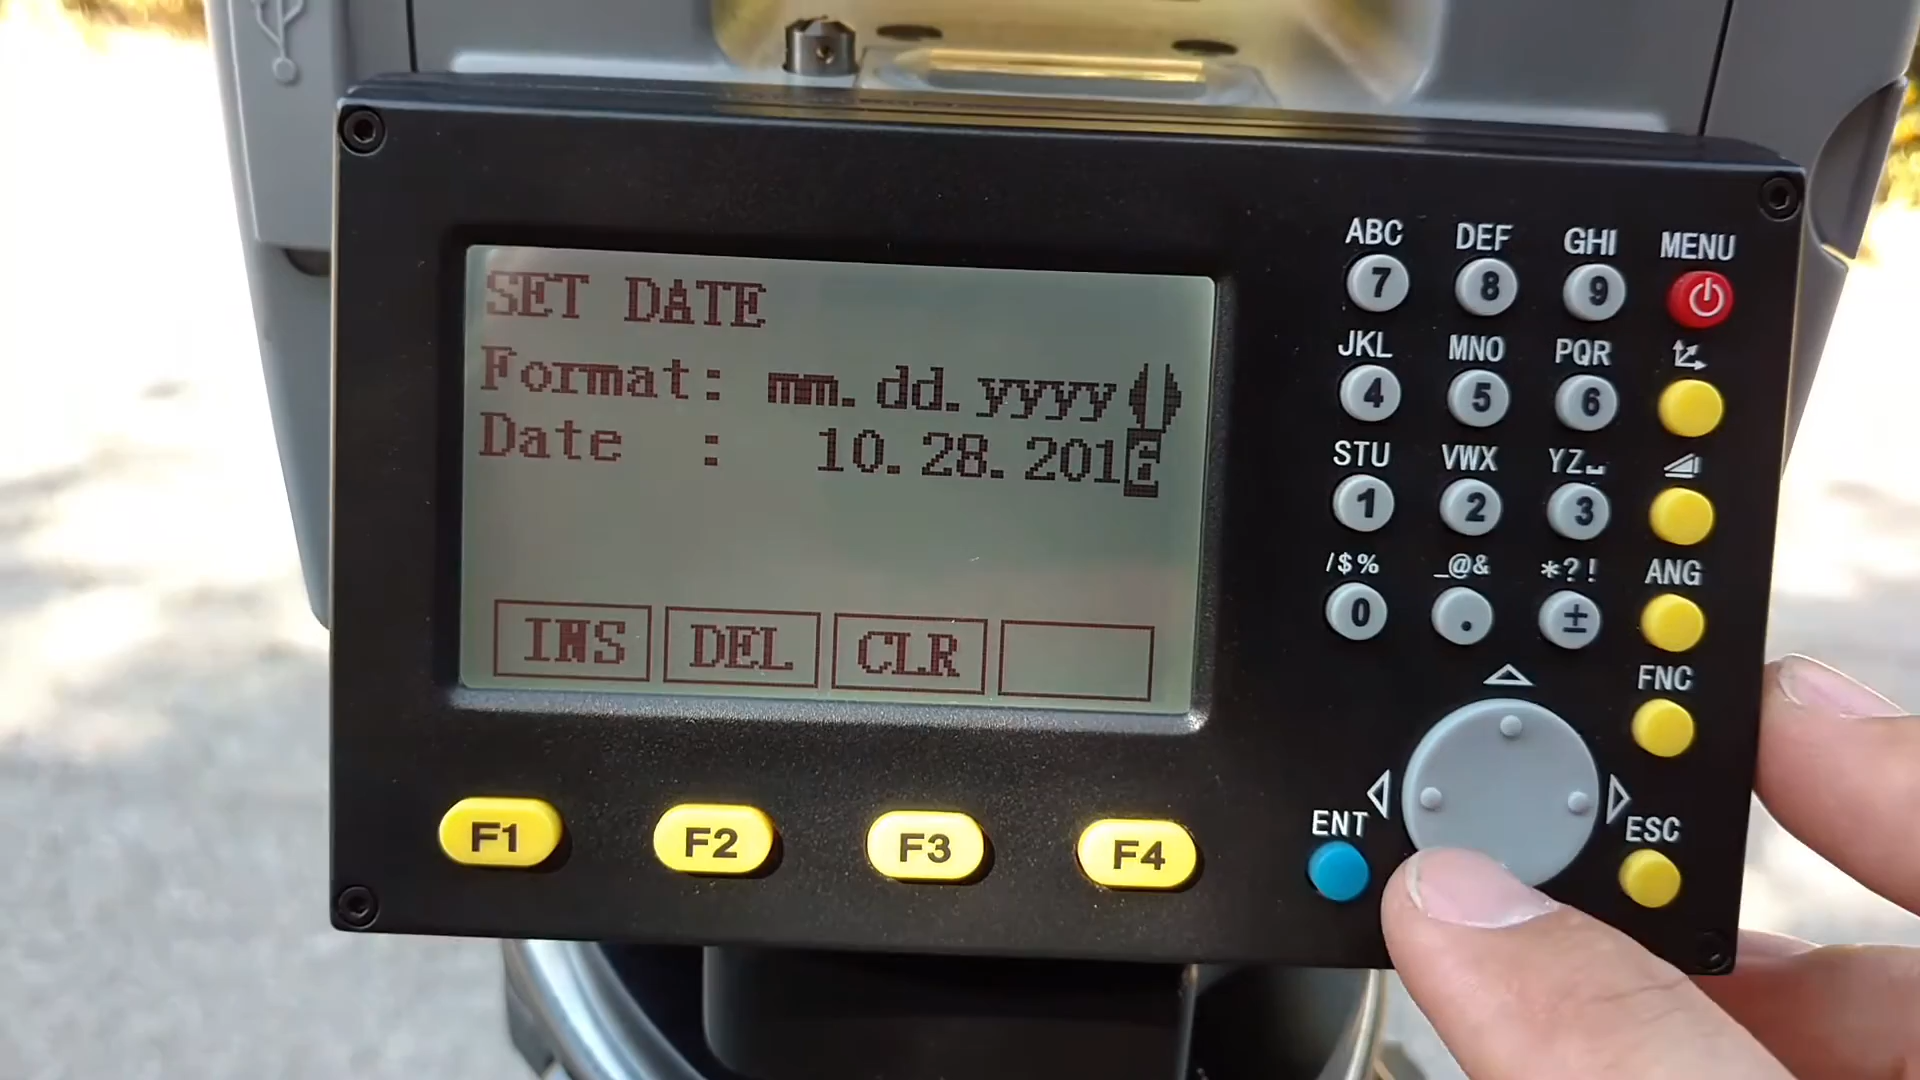 SET DATE
Format: mm.dd.yyyy
Date : 10.28.201
INS DEL CLR
F1 F2 F3 F4
ABC DEF GHI MENU
7 8 9
JKL MNO PQR
4 5 6
STU VWX YZ␣
1 2 3
/$% _@& *?! ANG
0 . ±
FNC
ENT ESC